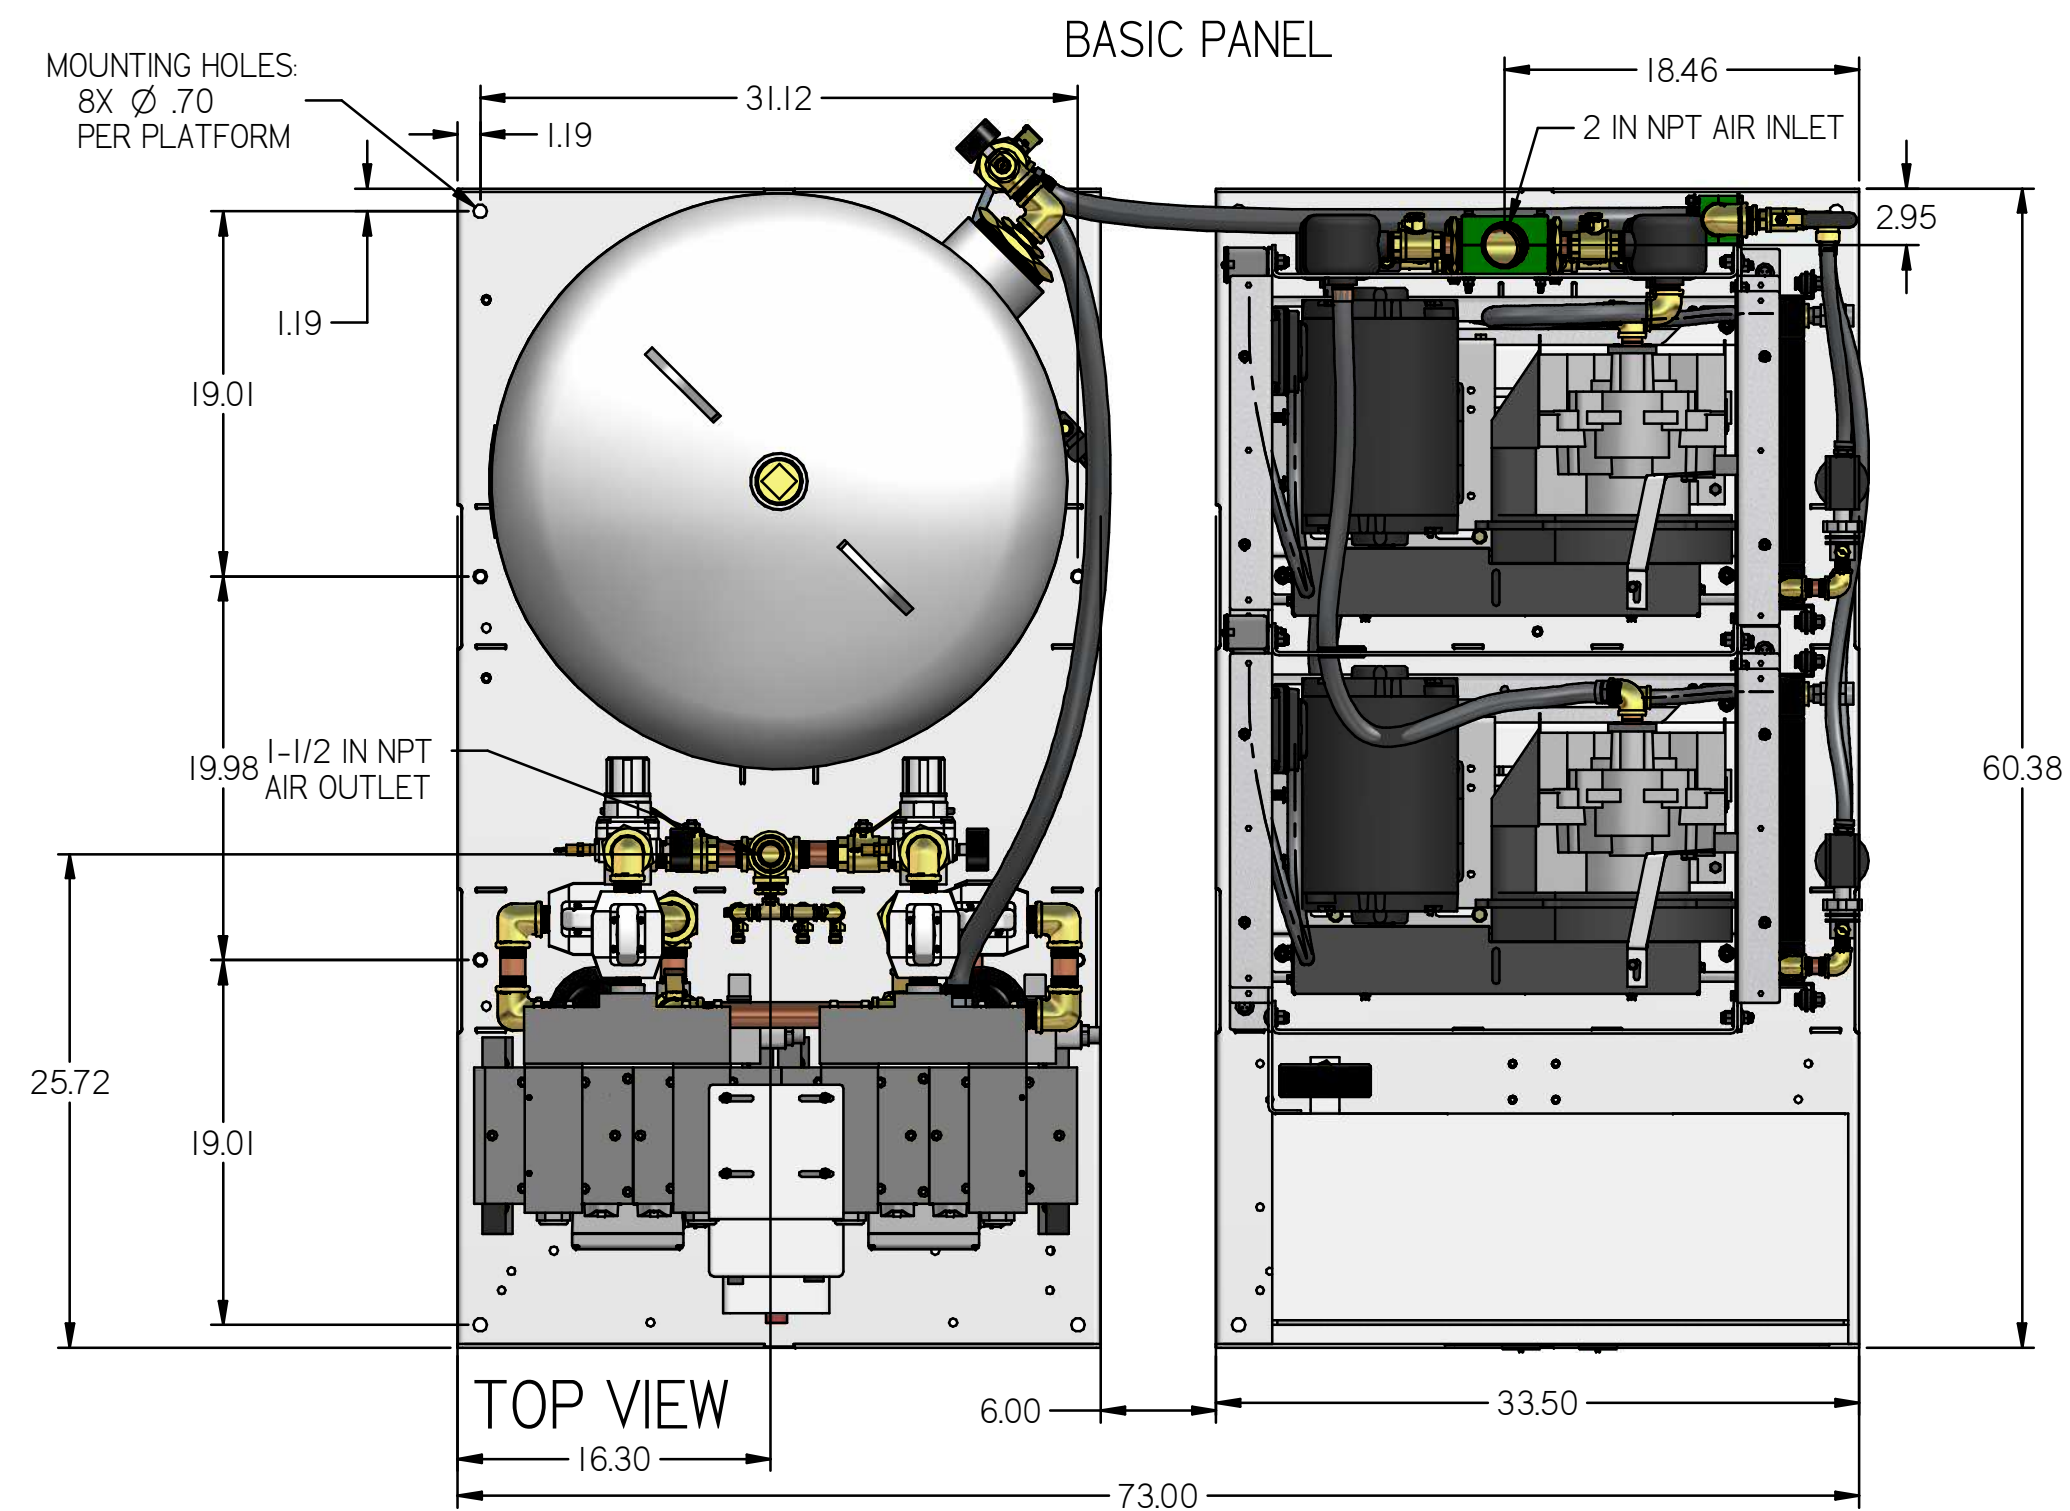 BASIC PANEL
MOUNTING HOLES:
8X Ø .70
PER PLATFORM
31.12
18.46
1.19
2 IN NPT AIR INLET
2.95
1.19
19.01
19.98
1-1/2 IN NPT
AIR OUTLET
60.38
25.72
19.01
TOP VIEW
6.00
33.50
16.30
73.00